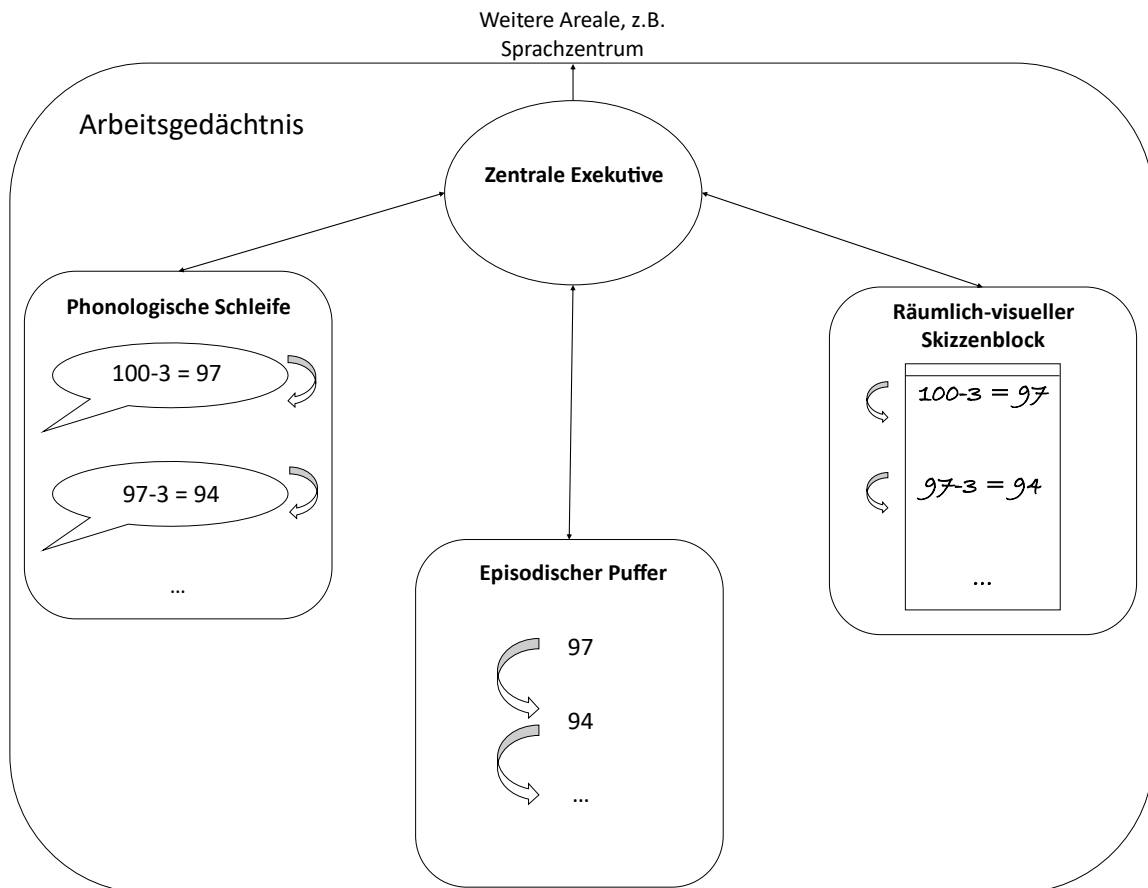 Weitere Areale, z.B.
Sprachzentrum
Arbeitsgedächtnis
Zentrale Exekutive
Phonologische Schleife
100-3 = 97
97-3 = 94
...
Episodischer Puffer
97
94
...
Räumlich-visueller
Skizzenblock
100-3 = 97
97-3 = 94
...